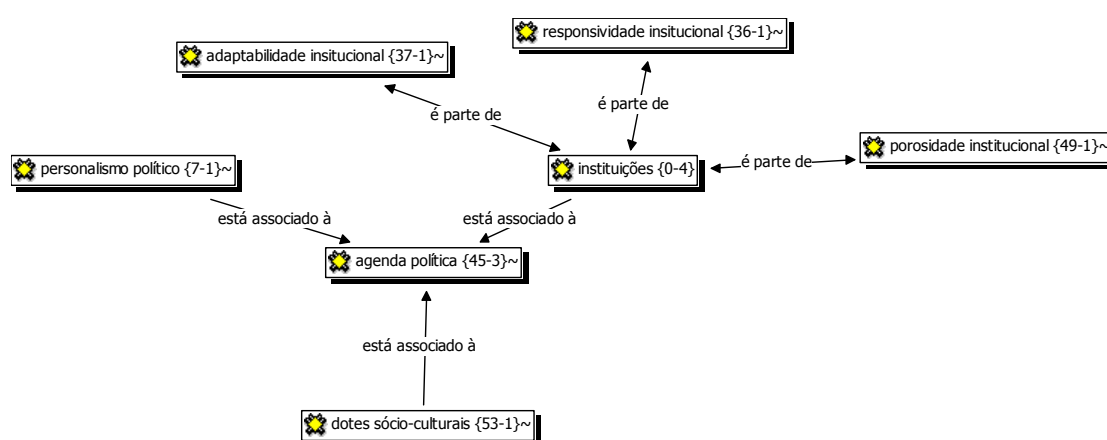 responsividade insitucional {36-1}~
adaptabilidade insitucional {37-1}~
é parte de
é parte de
personalismo político {7-1}~
instituições {0-4}
é parte de
porosidade institucional {49-1}~
está associado à
está associado à
agenda política {45-3}~
está associado à
dotes sócio-culturais {53-1}~